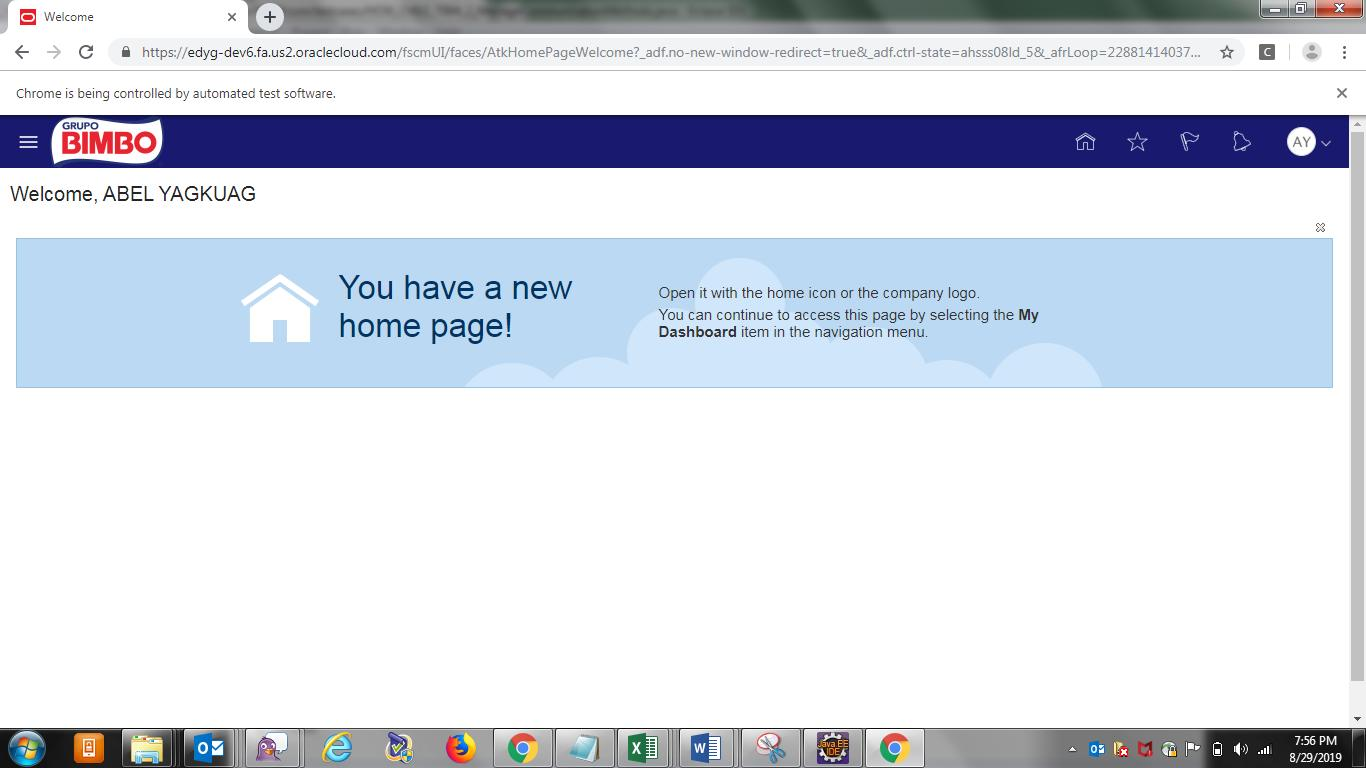 Welcome
https://edyg-dev6.fa.us2.oraclecloud.com/fscmUI/faces/AtkHomePageWelcome?_adf.no-new-window-redirect=true&_adf.ctrl-state=ahsss08ld_5&_afrLoop=22881414037...
C
Chrome is being controlled by automated test software.
GRUPO
BIMBO
AY
Welcome, ABEL YAGKUAG
You have a new
home page!
Open it with the home icon or the company logo.
You can continue to access this page by selecting the My
Dashboard item in the navigation menu.
Java EE
IDE
7:56 PM
8/29/2019